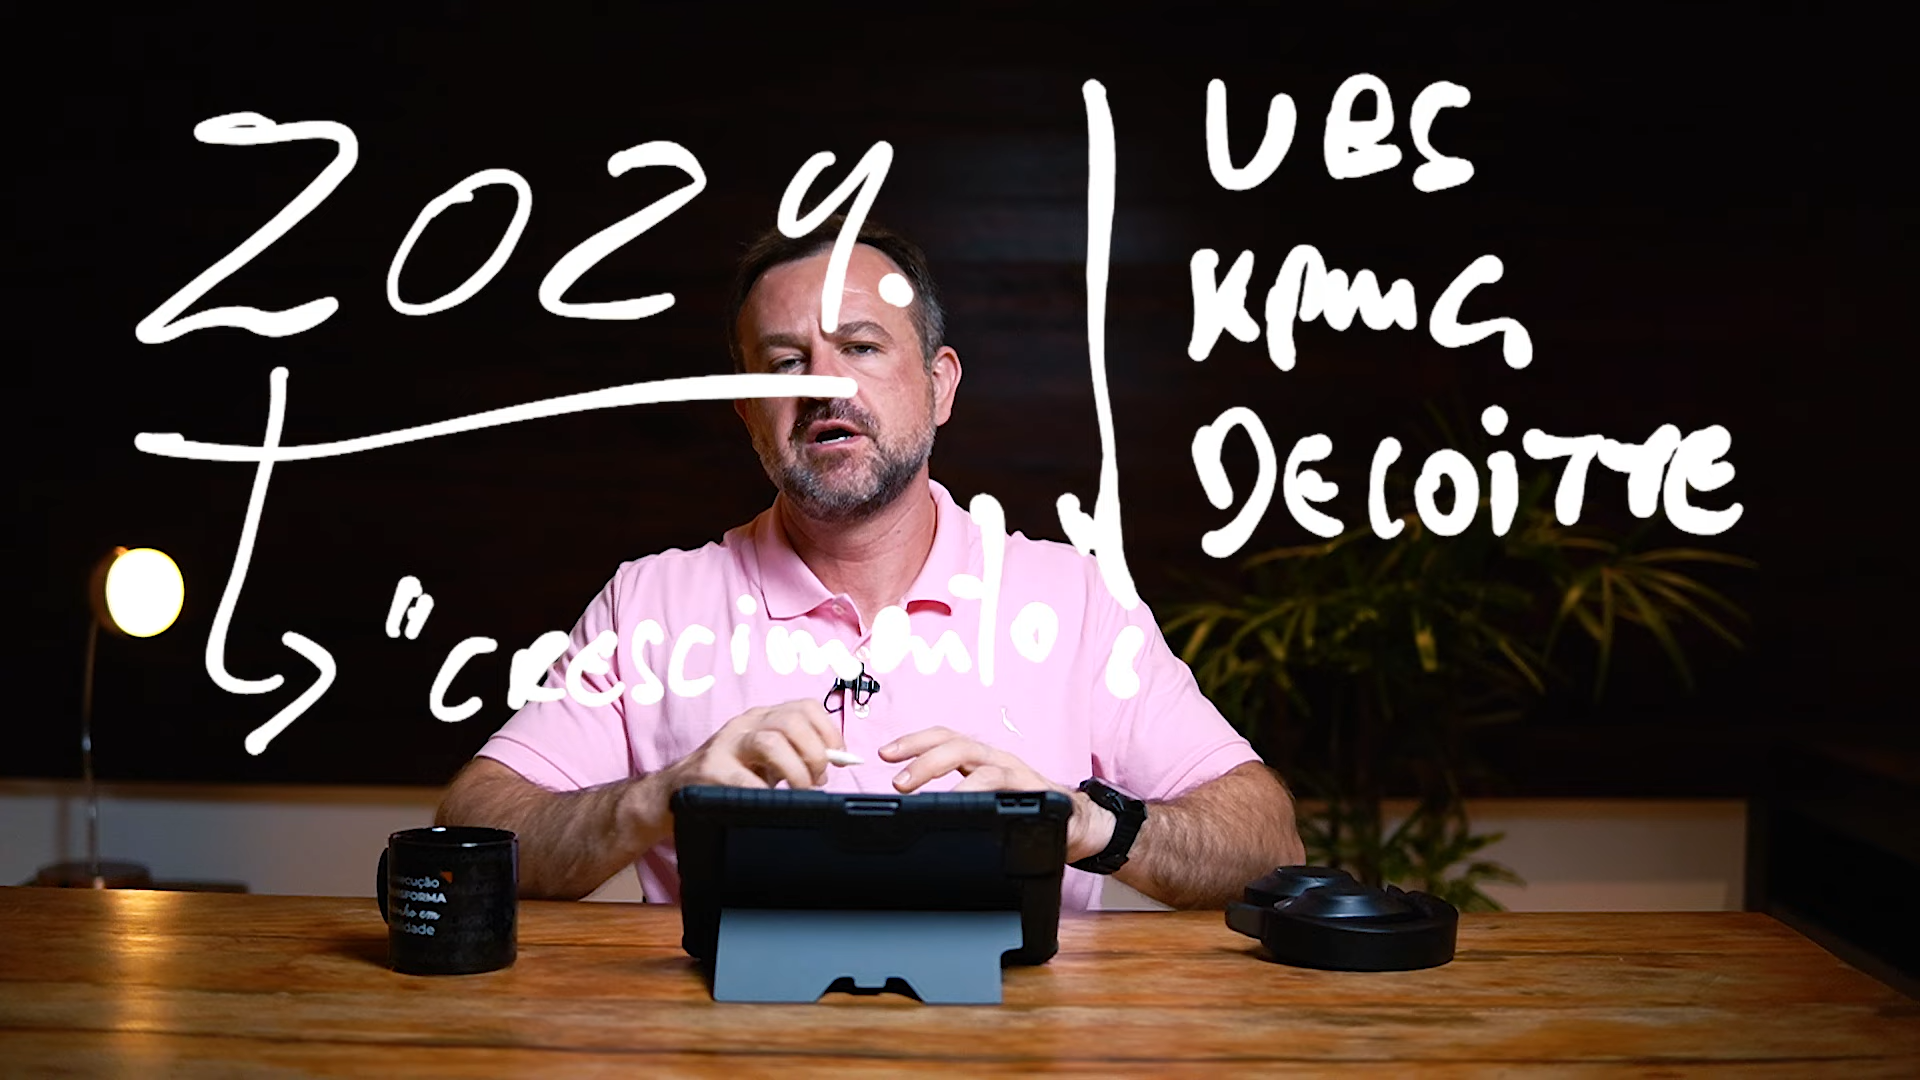 2024.
"CRESCImento é
UBS
KPMG
DELOITTE